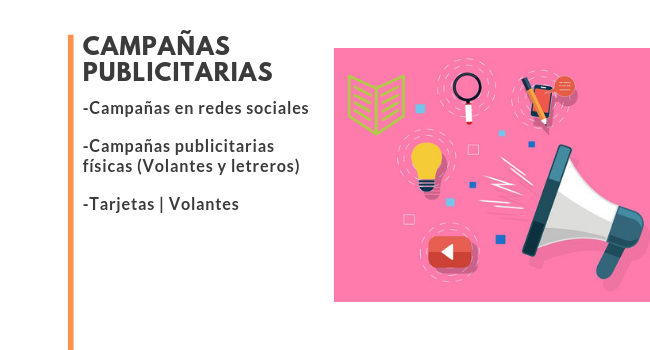 CAMPAÑAS
PUBLICITARIAS
-Campañas en redes sociales
-Campañas publicitarias
físicas (Volantes y letreros)
-Tarjetas | Volantes